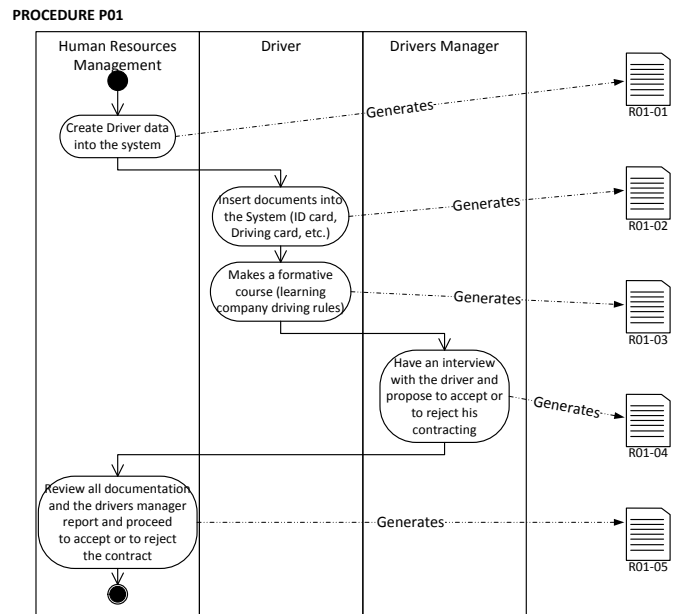 PROCEDURE P01
Human Resources
Management
Driver
Drivers Manager
Create Driver data
into the system
Generates
R01-01
Insert documents into
the System (ID card,
Driving card, etc.)
Generates
R01-02
Makes a formative
course (learning
company driving rules)
Generates
R01-03
Have an interview
with the driver and
propose to accept or
to reject his
contracting
Generates
R01-04
Review all documentation
and the drivers manager
report and proceed
to accept or to reject
the contract
Generates
R01-05